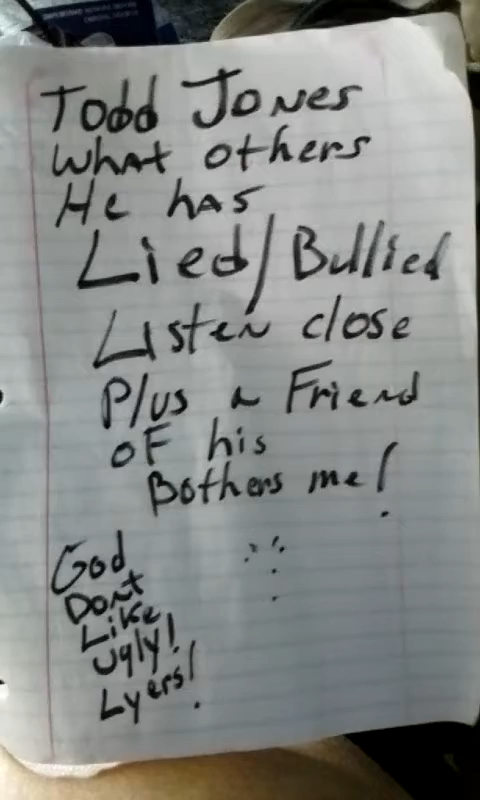 Todd Jones
What others
He has
Lied/Bullied
Listen close
Plus a Friend
OF his
Bothers me!
God
Dont
Like
Ugly!
Lyers!